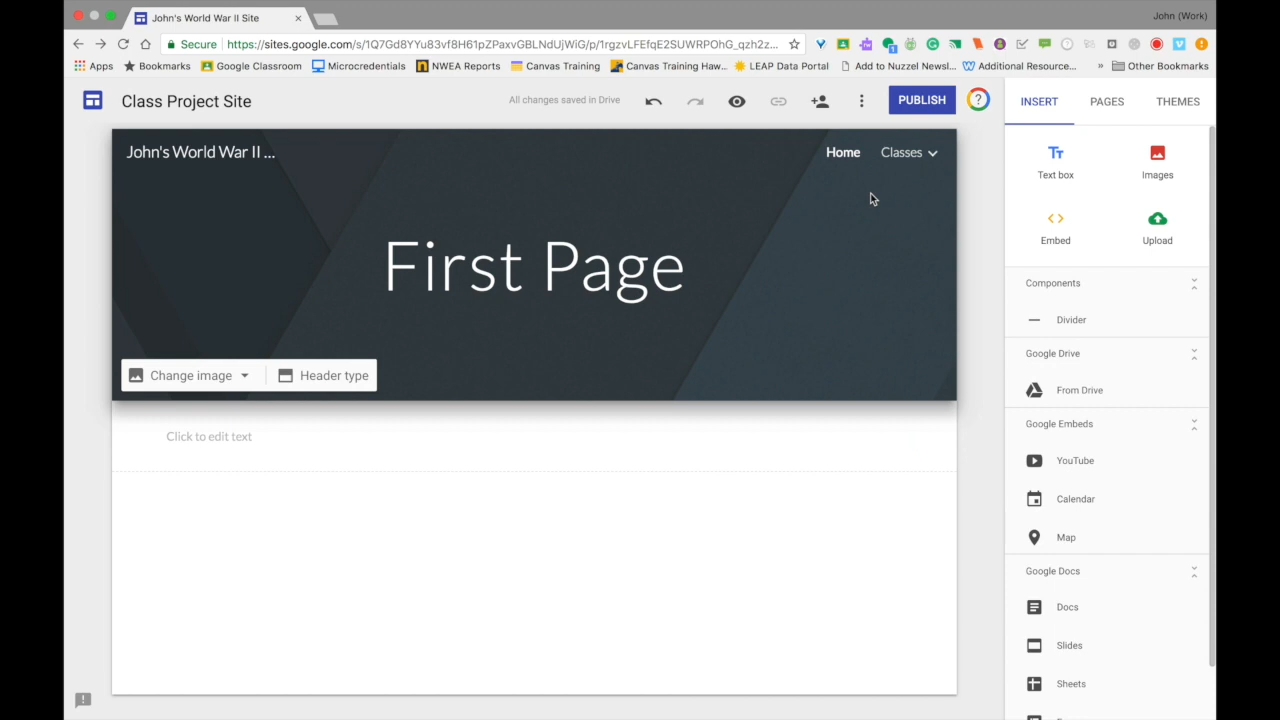 John's World War II Site
John (Work)
Secure https://sites.google.com/s/1Q7Gd8YYu83vf8H61pZPaxvGBLNdUjWiG/p/1rgzvLFEfqE2SUWRPOhG_qzh2z...
Apps Bookmarks Google Classroom Microcredentials NWEA Reports Canvas Training Canvas Training Haw... LEAP Data Portal Add to Nuzzel Newsl... Additional Resource... » Other Bookmarks
Class Project Site
All changes saved in Drive
PUBLISH
?
INSERT PAGES THEMES
John's World War II ...
Home Classes
First Page
Change image Header type
Click to edit text
Tt
Text box Images
Embed Upload
Components
Divider
Google Drive
From Drive
Google Embeds
YouTube
Calendar
Map
Google Docs
Docs
Slides
Sheets